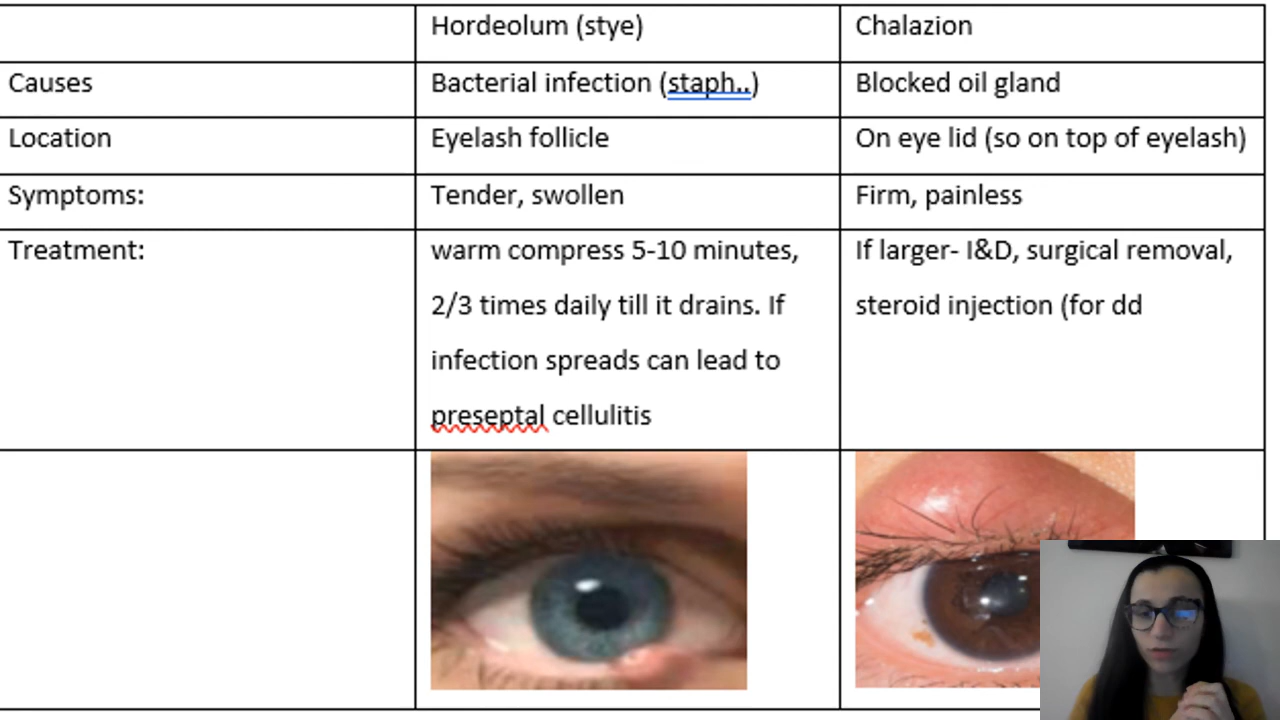 Hordeolum (stye)
Chalazion
Causes
Bacterial infection (staph..)
Blocked oil gland
Location
Eyelash follicle
On eye lid (so on top of eyelash)
Symptoms:
Tender, swollen
Firm, painless
Treatment:
warm compress 5-10 minutes,
2/3 times daily till it drains. If
infection spreads can lead to
preseptal cellulitis
If larger- I&D, surgical removal,
steroid injection (for dd